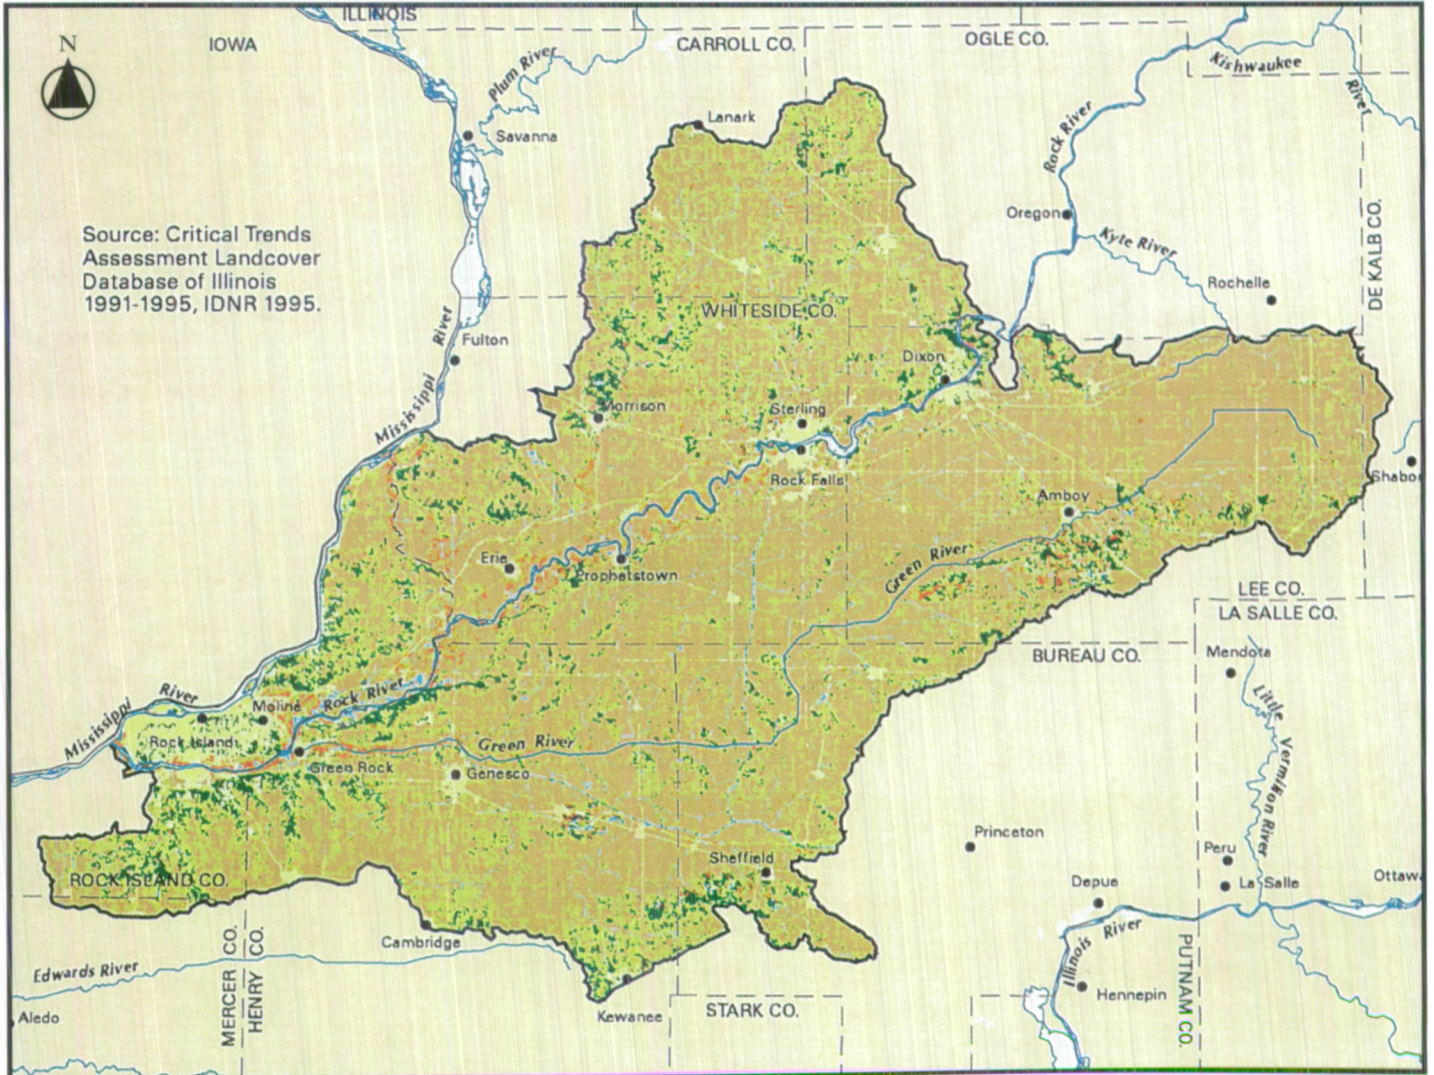 ILLINOIS
N
IOWA
CARROLL CO.
OGLE CO.
Kishwaukee
River
Plum River
Rock River
Lanark
Savanna
Oregon
Kyte River
DE KALB CO.
Source: Critical Trends
Assessment Landcover
Database of Illinois
1991-1995, IDNR 1995.
Rochelle
WHITESIDE CO.
River
Fulton
Dixon
Mississippi
Morrison
Sterling
Rock Falls
Shabo
Amboy
Erie
Prophetstown
Green River
LEE CO.
LA SALLE CO.
BUREAU CO.
Mendota
River
Mississippi
Moline
Rock River
Little
Vermilion River
Rock Island
Green River
Green Rock
Genesco
Princeton
Sheffield
Peru
ROCK ISLAND CO.
Depue
La Salle
Ottaw
Cambridge
Illinois River
Edwards River
MERCER CO.
HENRY CO.
PUTNAM CO.
Hennepin
Aledo
Kewanee
STARK CO.